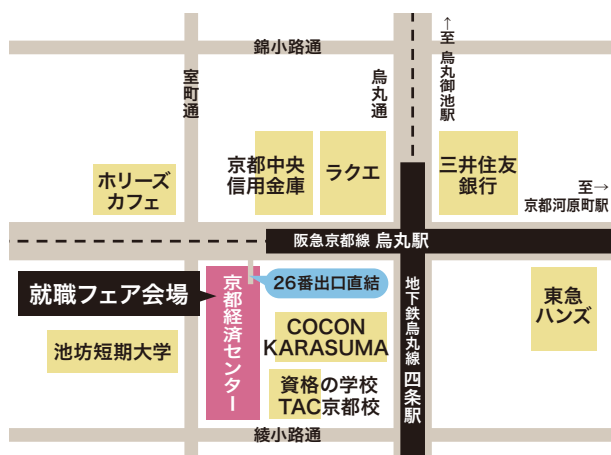 錦小路通
室町通
烏丸通
↑至 烏丸御池駅
京都中央
信用金庫
ラクエ
三井住友
銀行
ホリーズ
カフェ
至→
京都河原町駅
阪急京都線 烏丸駅
就職フェア会場
京都経済センター
26番出口直結
地下鉄烏丸線 四条駅
東急
ハンズ
池坊短期大学
COCON
KARASUMA
資格の学校
TAC京都校
綾小路通